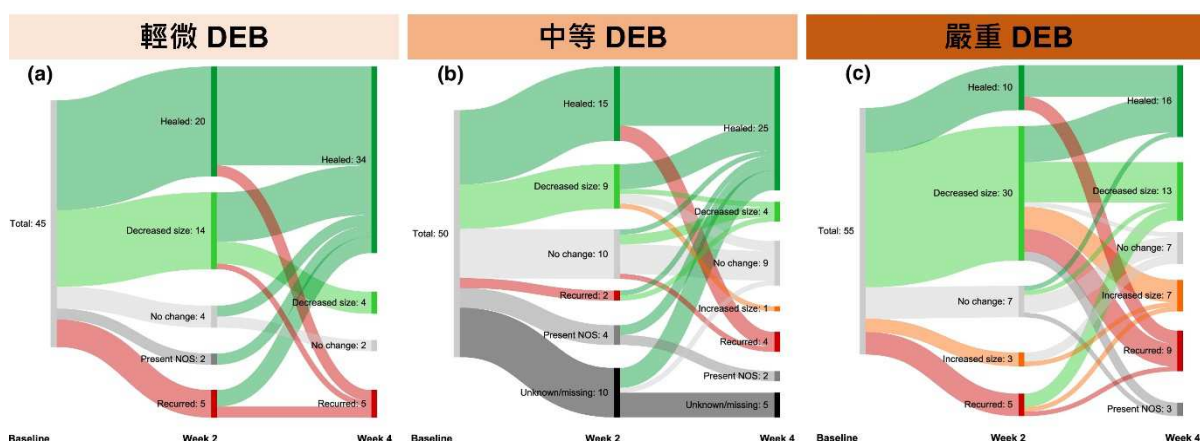 輕微 DEB
中等 DEB
嚴重 DEB
(a)
Total: 45
Healed: 20
Decreased size: 14
No change: 4
Present NOS: 2
Recurred: 5
Healed: 34
Decreased size: 4
No change: 2
Recurred: 5
Baseline
Week 2
Week 4
(b)
Total: 50
Healed: 15
Decreased size: 9
No change: 10
Recurred: 2
Present NOS: 4
Unknown/missing: 10
Healed: 25
Decreased size: 4
No change: 9
Increased size: 1
Recurred: 4
Present NOS: 2
Unknown/missing: 5
Baseline
Week 2
Week 4
(c)
Total: 55
Healed: 10
Decreased size: 30
No change: 7
Increased size: 3
Recurred: 5
Healed: 16
Decreased size: 13
No change: 7
Increased size: 7
Recurred: 9
Present NOS: 3
Baseline
Week 2
Week 4